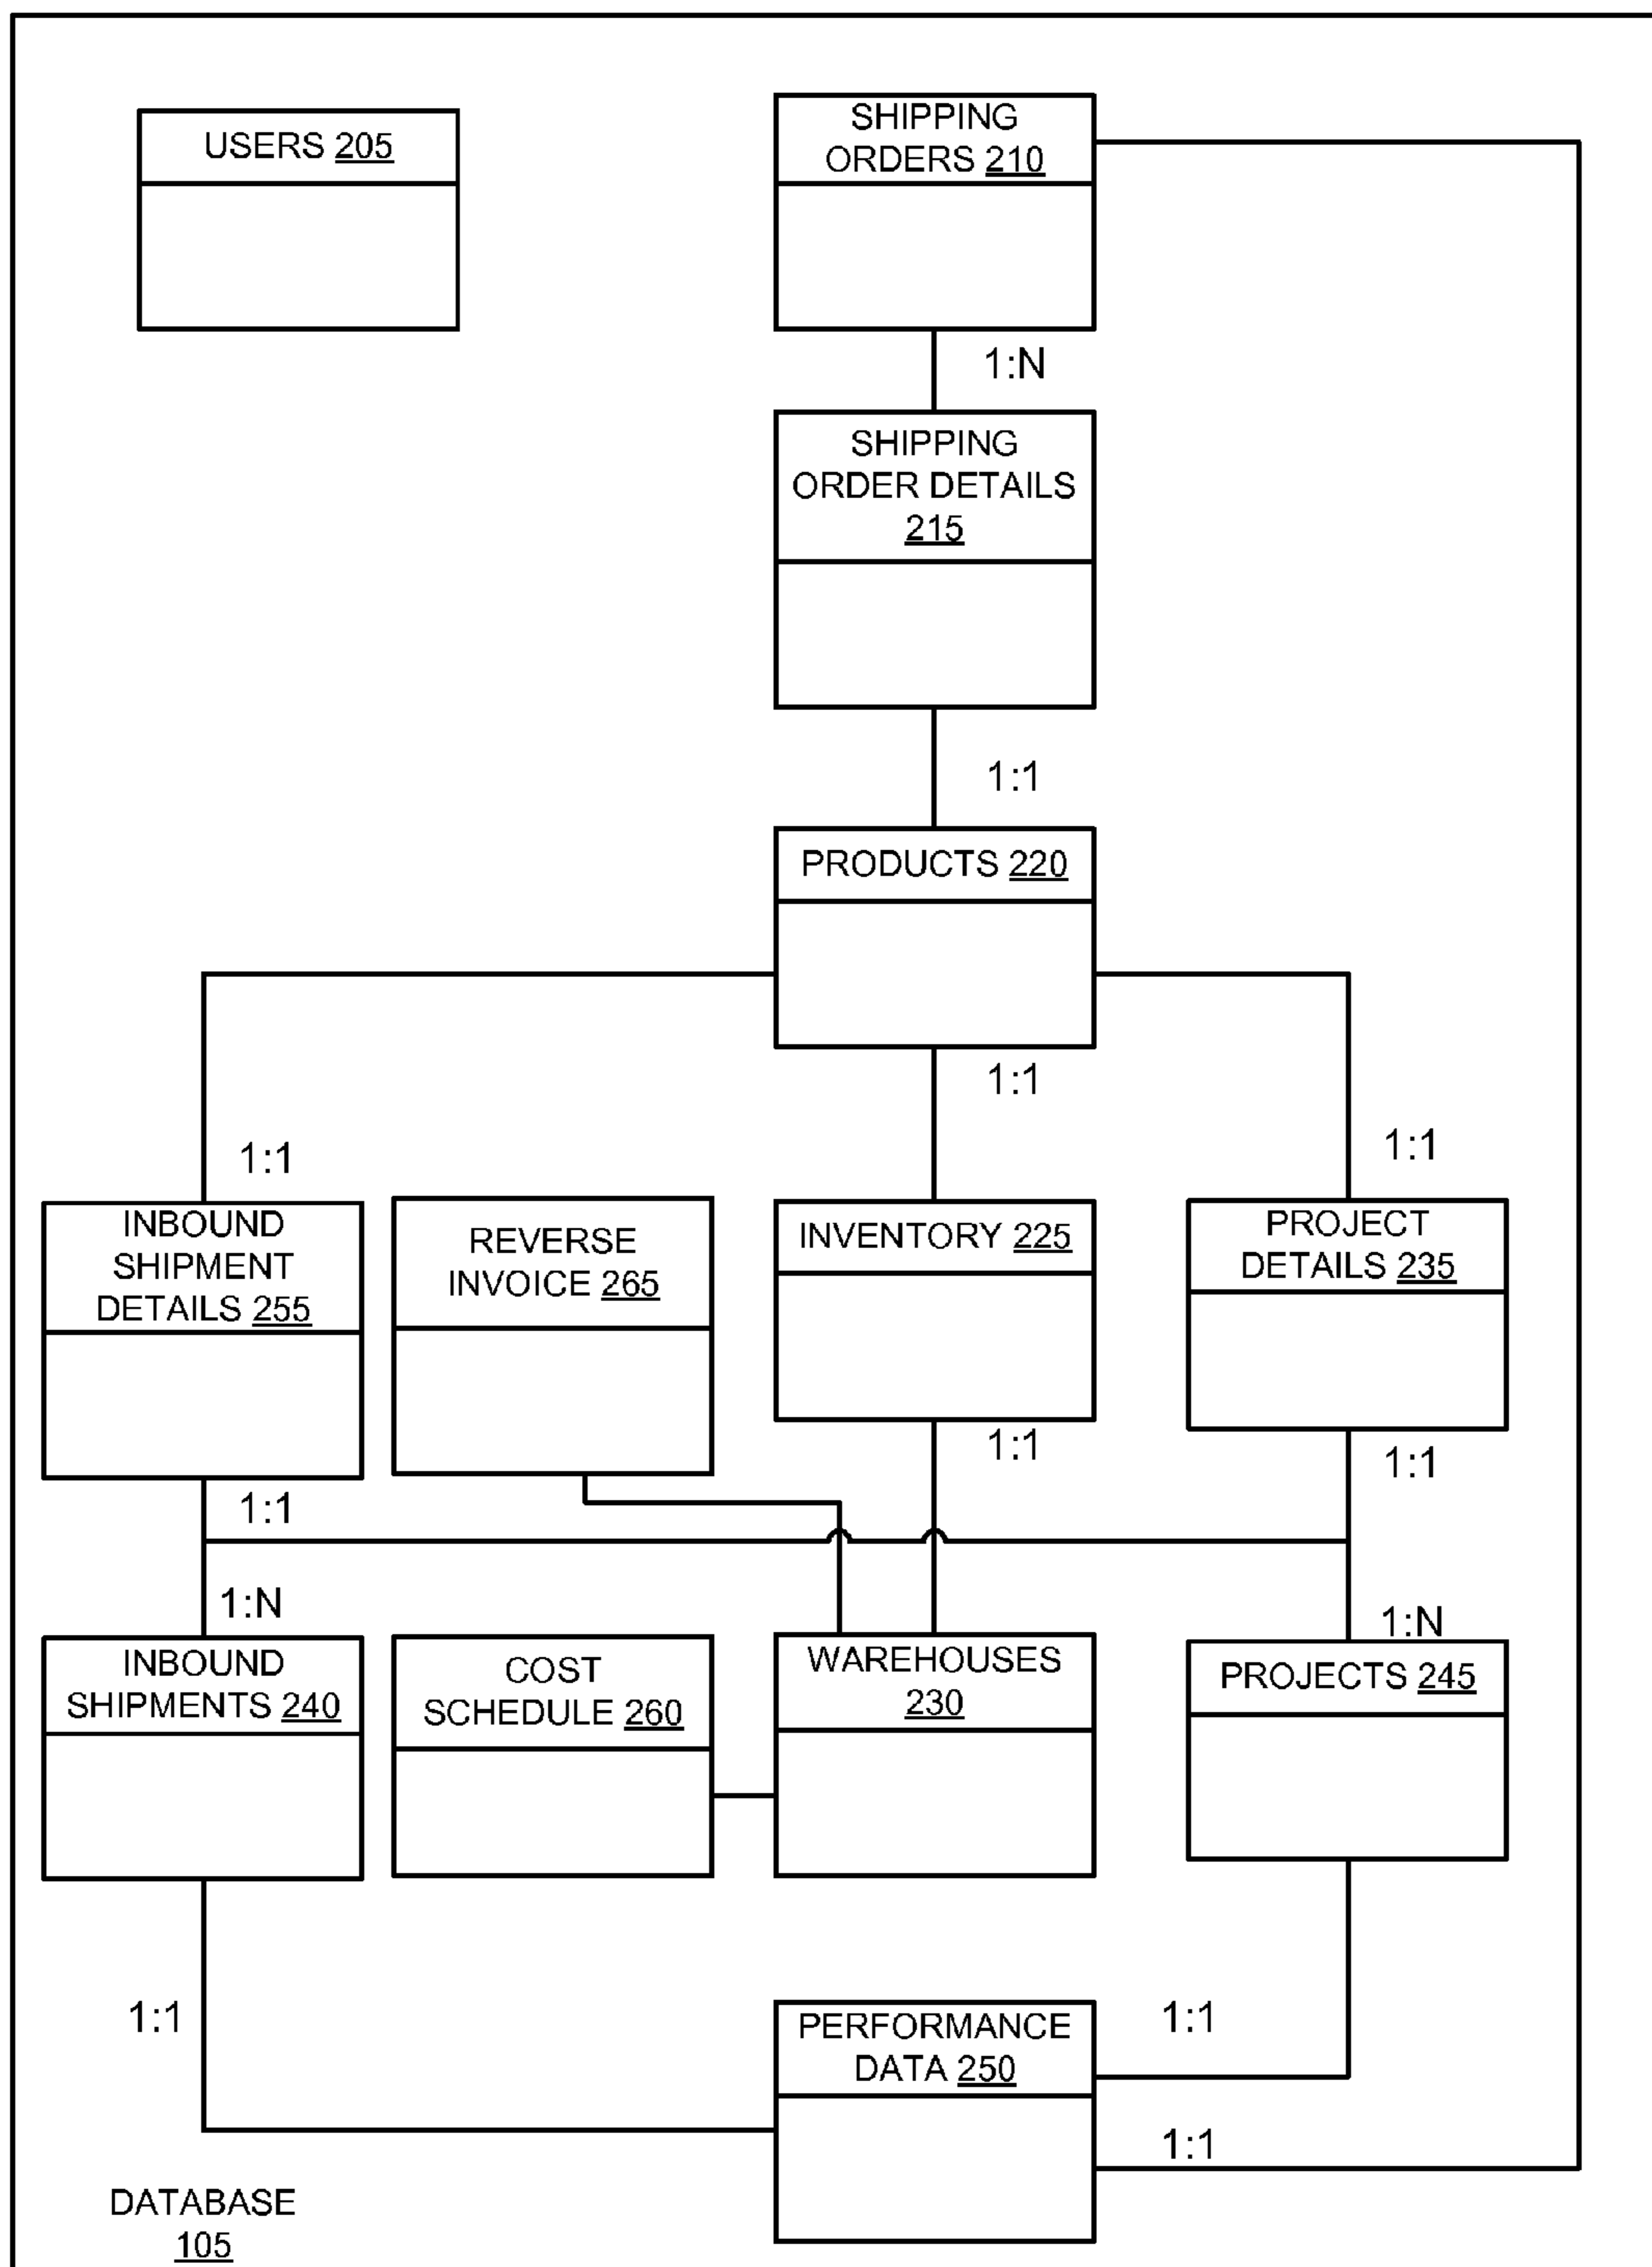 USERS 205
SHIPPING
ORDERS 210
1:N
SHIPPING
ORDER DETAILS
215
1:1
PRODUCTS 220
1:1
1:1
1:1
INBOUND
SHIPMENT
DETAILS 255
REVERSE
INVOICE 265
INVENTORY 225
PROJECT
DETAILS 235
1:1
1:1
1:1
1:N
1:N
INBOUND
SHIPMENTS 240
COST
SCHEDULE 260
WAREHOUSES
230
PROJECTS 245
1:1
PERFORMANCE
DATA 250
1:1
1:1
DATABASE
105